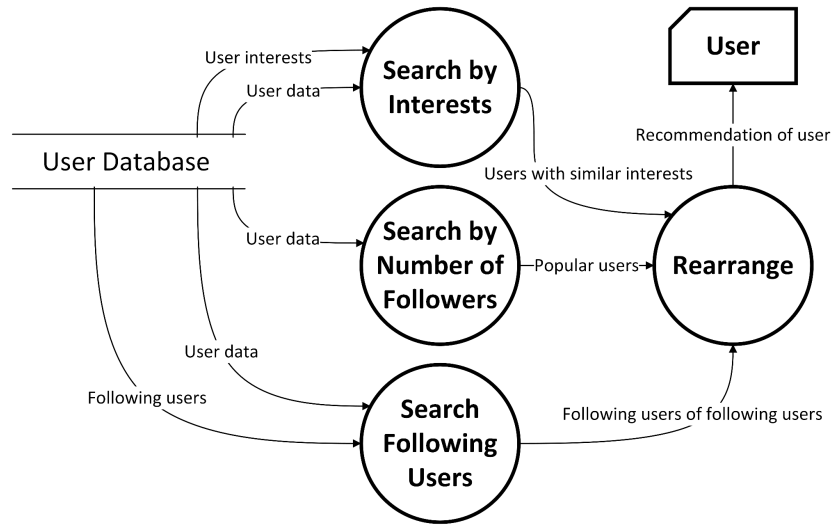 User interests
User data
Search by
Interests
User
Recommendation of user
User Database
Users with similar interests
User data
Search by
Number of
Followers
Popular users
Rearrange
User data
Following users
Search
Following
Users
Following users of following users